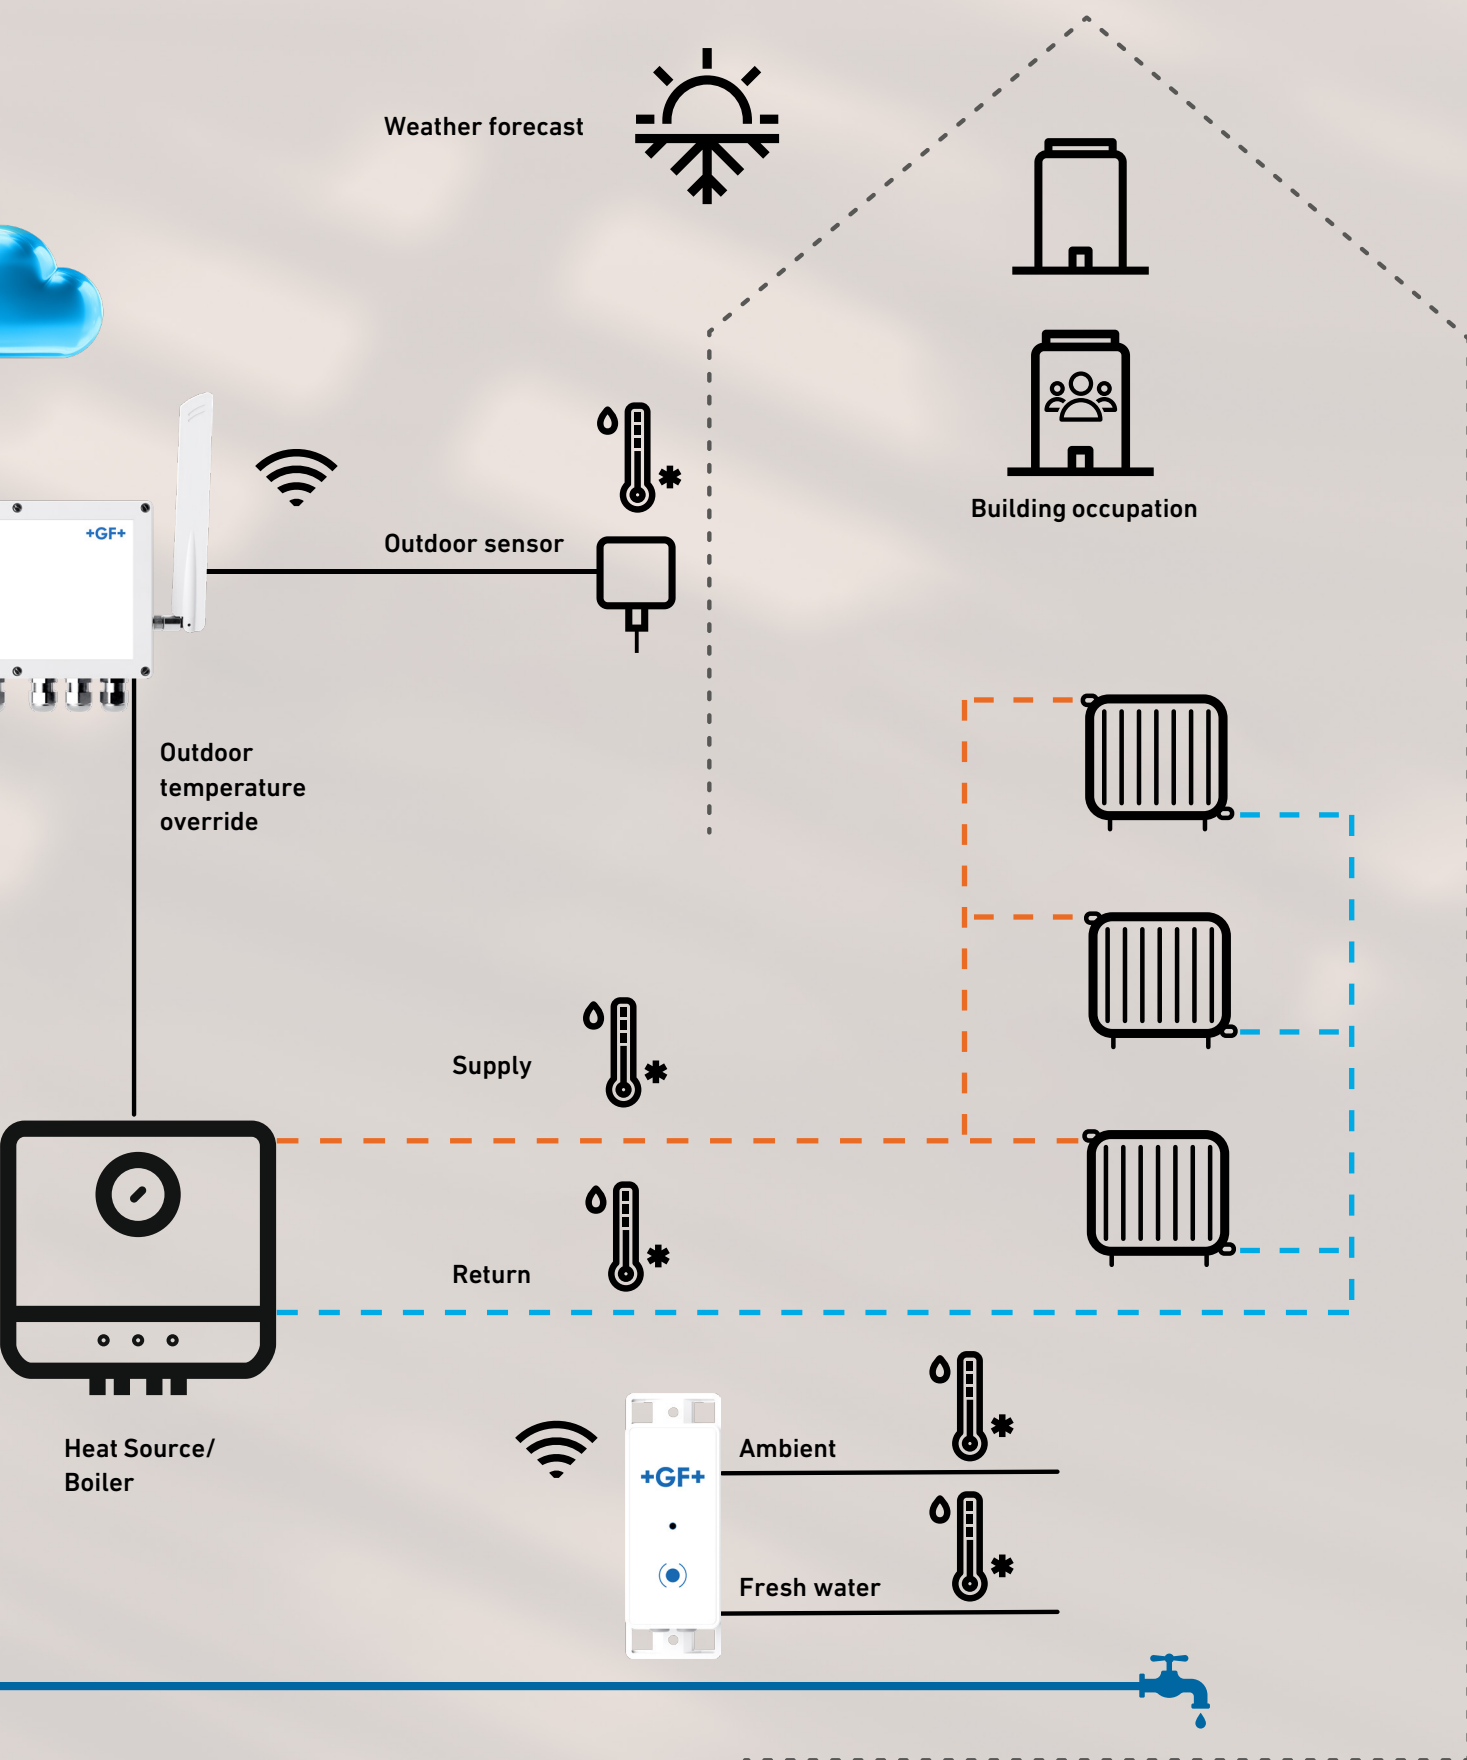 Weather forecast
+GF+
Outdoor sensor
Building occupation
Outdoor
temperature
override
Supply
Return
Heat Source/
Boiler
+GF+
Ambient
Fresh water